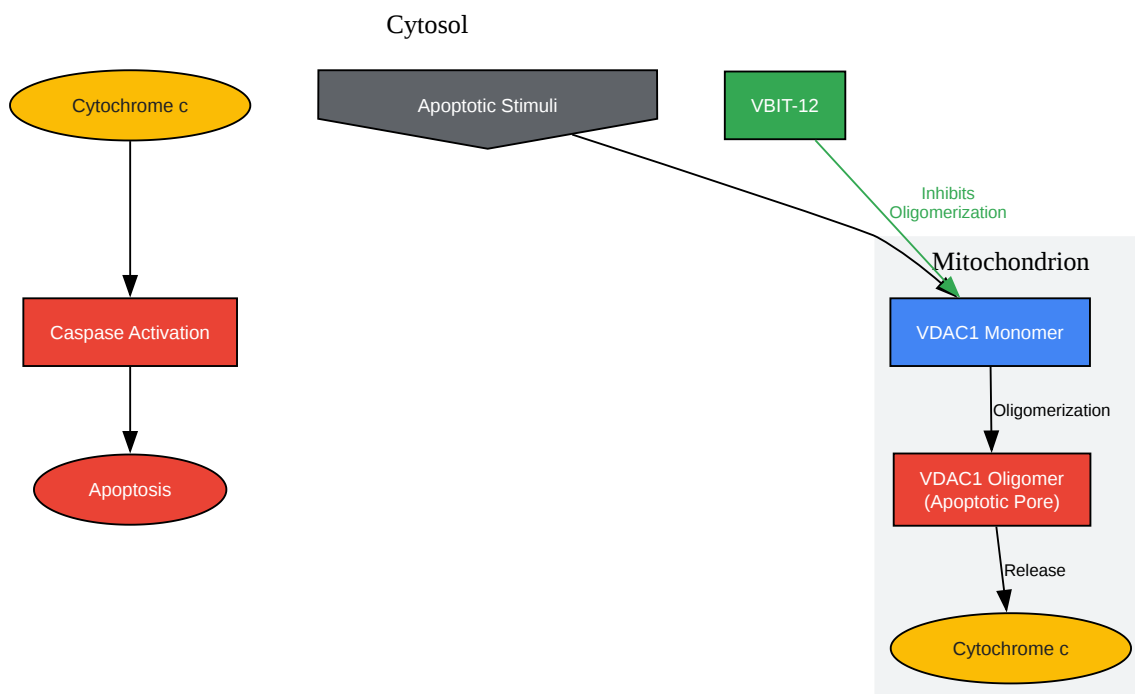 Cytosol
Cytochrome c
Apoptotic Stimuli
VBIT-12
Inhibits
Oligomerization
Mitochondrion
Caspase Activation
VDAC1 Monomer
Oligomerization
Apoptosis
VDAC1 Oligomer
(Apoptotic Pore)
Release
Cytochrome c